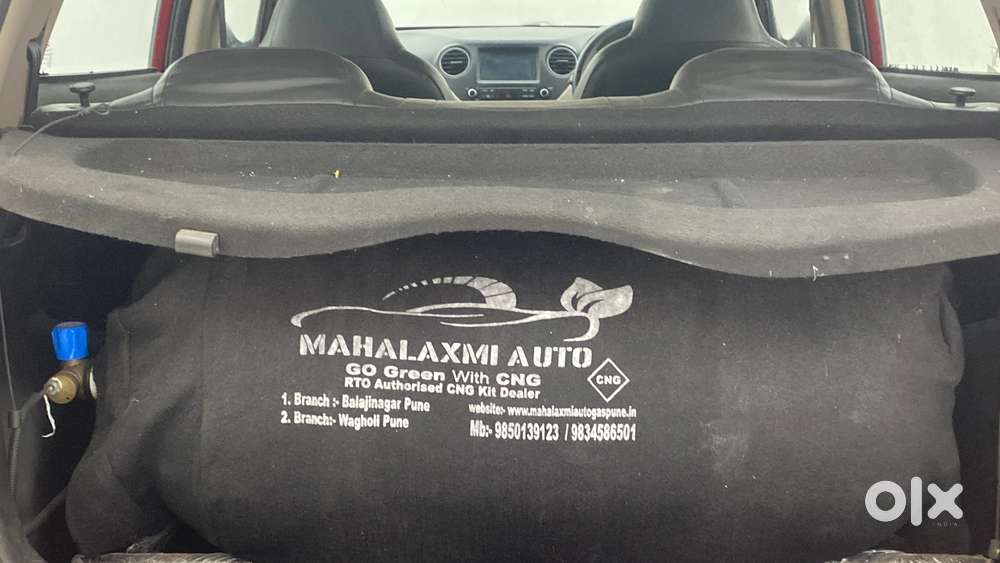 MAHALAXMI AUTO
GO Green With CNG
CNG
RTO Authorised CNG Kit Dealer
1. Branch :- Balajinagar Pune
2. Branch:- Wagholi Pune
website:- www.mahalaxmiautogaspune.in
Mb:- 9850139123 / 9834586501
olx
INDIA